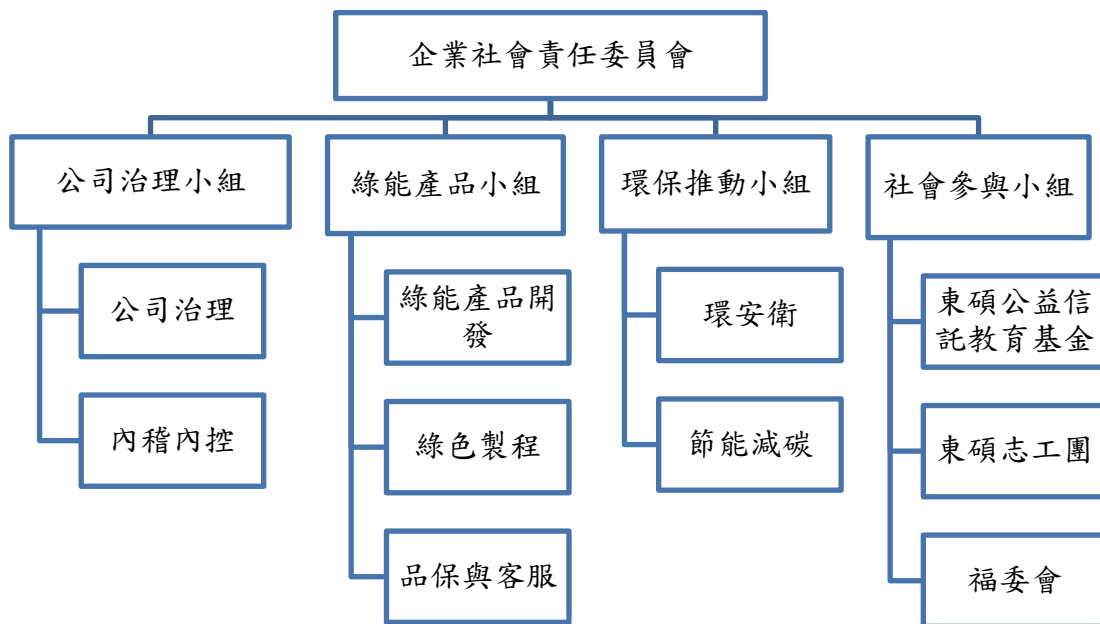 企業社會責任委員會
公司治理小組
綠能產品小組
環保推動小組
社會參與小組
公司治理
內稽內控
綠能產品開
發
綠色製程
品保與客服
環安衛
節能減碳
東碩公益信
託教育基金
東碩志工團
福委會